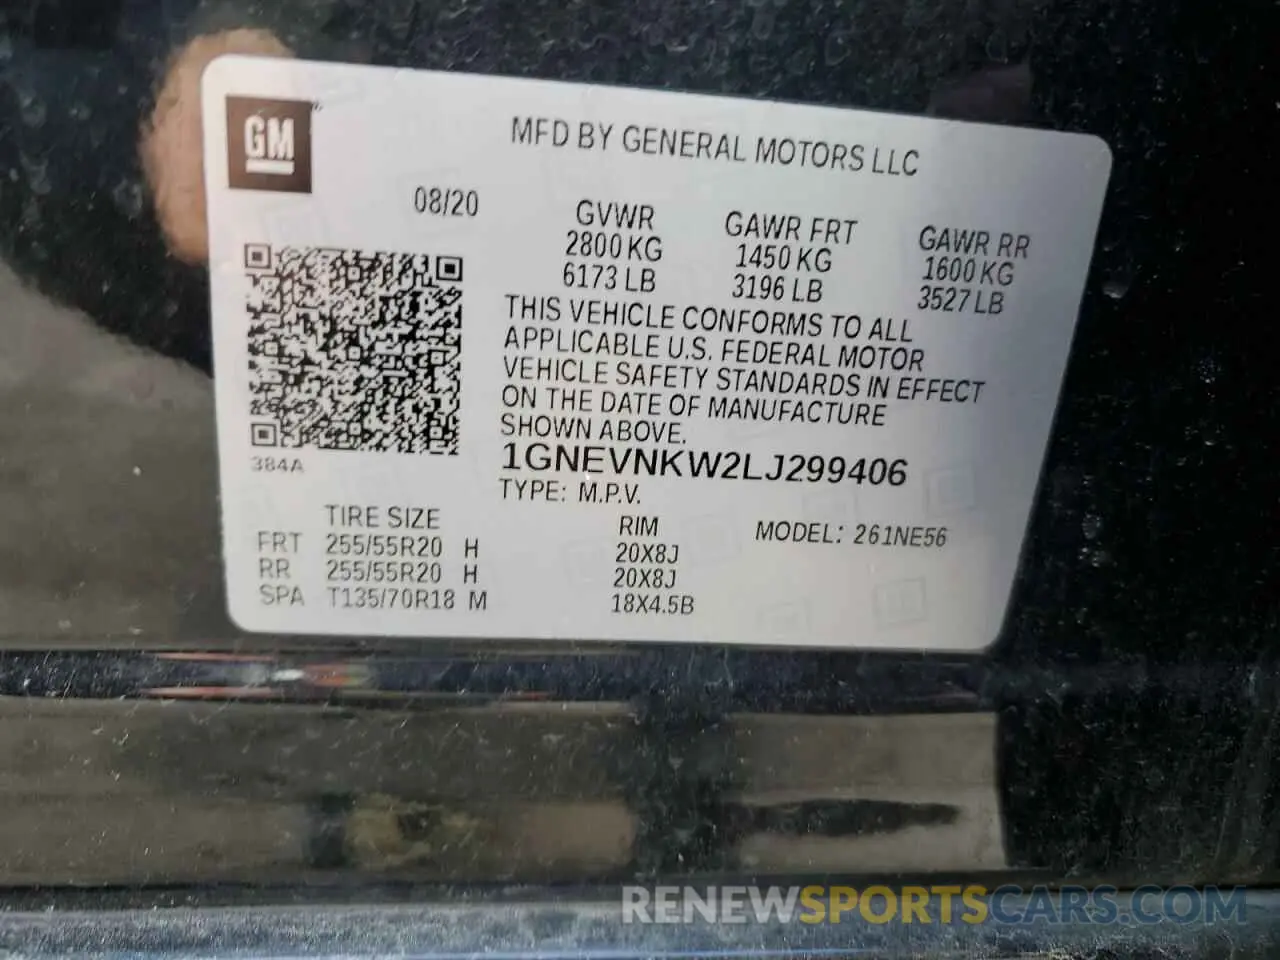 GM
MFD BY GENERAL MOTORS LLC
08/20
GVWR GAWR FRT GAWR RR
2800 KG 1450 KG 1600 KG
6173 LB 3196 LB 3527 LB
THIS VEHICLE CONFORMS TO ALL
APPLICABLE U.S. FEDERAL MOTOR
VEHICLE SAFETY STANDARDS IN EFFECT
ON THE DATE OF MANUFACTURE
SHOWN ABOVE.
384A
1GNEVNKW2LJ299406
TYPE: M.P.V.
TIRE SIZE RIM MODEL: 261NE56
FRT 255/55R20 H 20X8J
RR 255/55R20 H 20X8J
SPA T135/70R18 M 18X4.5B
RENEWSPORTSCARS.COM